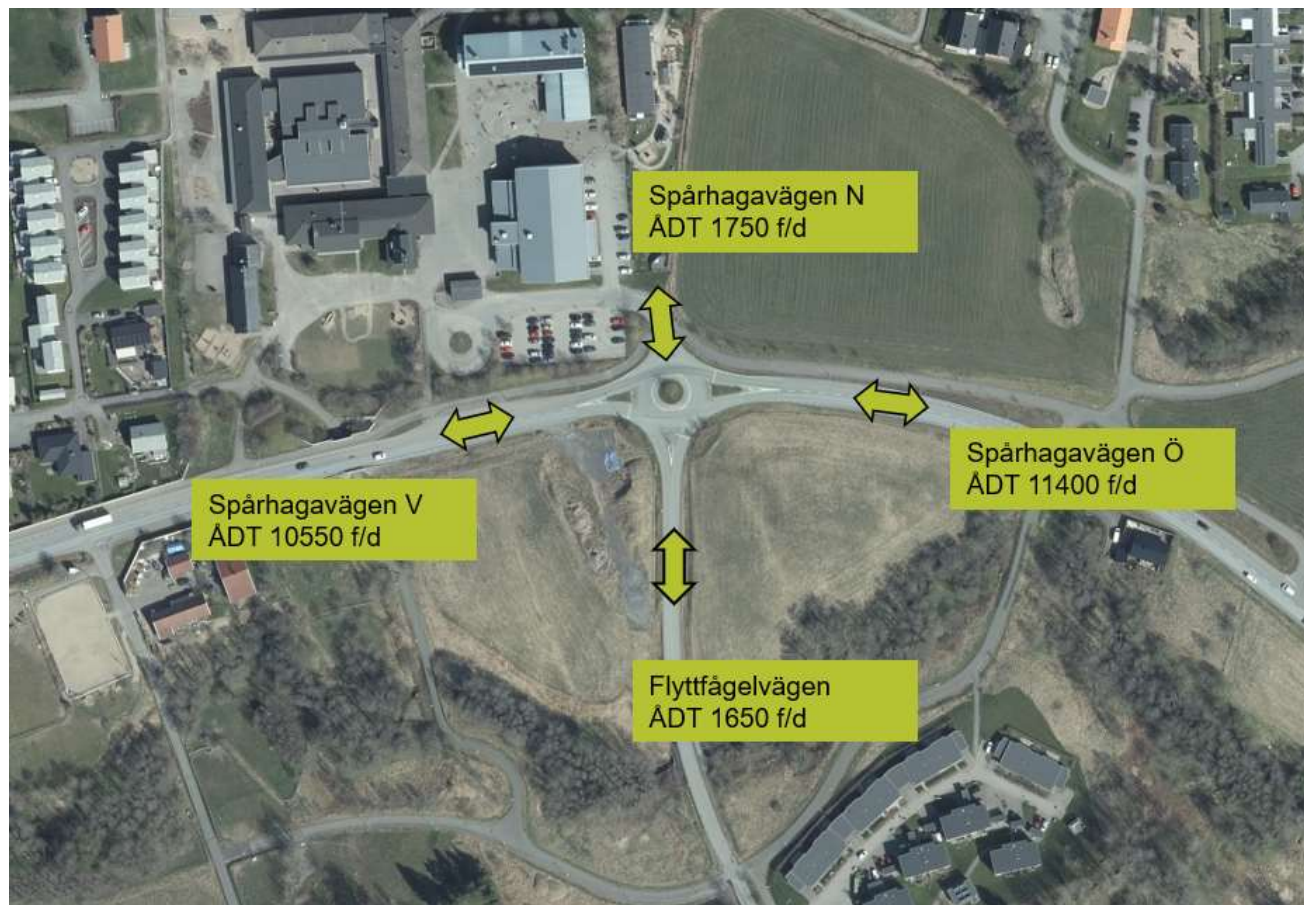 Spårhagavägen N
ÅDT 1750 f/d
Spårhagavägen Ö
ÅDT 11400 f/d
Spårhagavägen V
ÅDT 10550 f/d
Flyttfågelvägen
ÅDT 1650 f/d